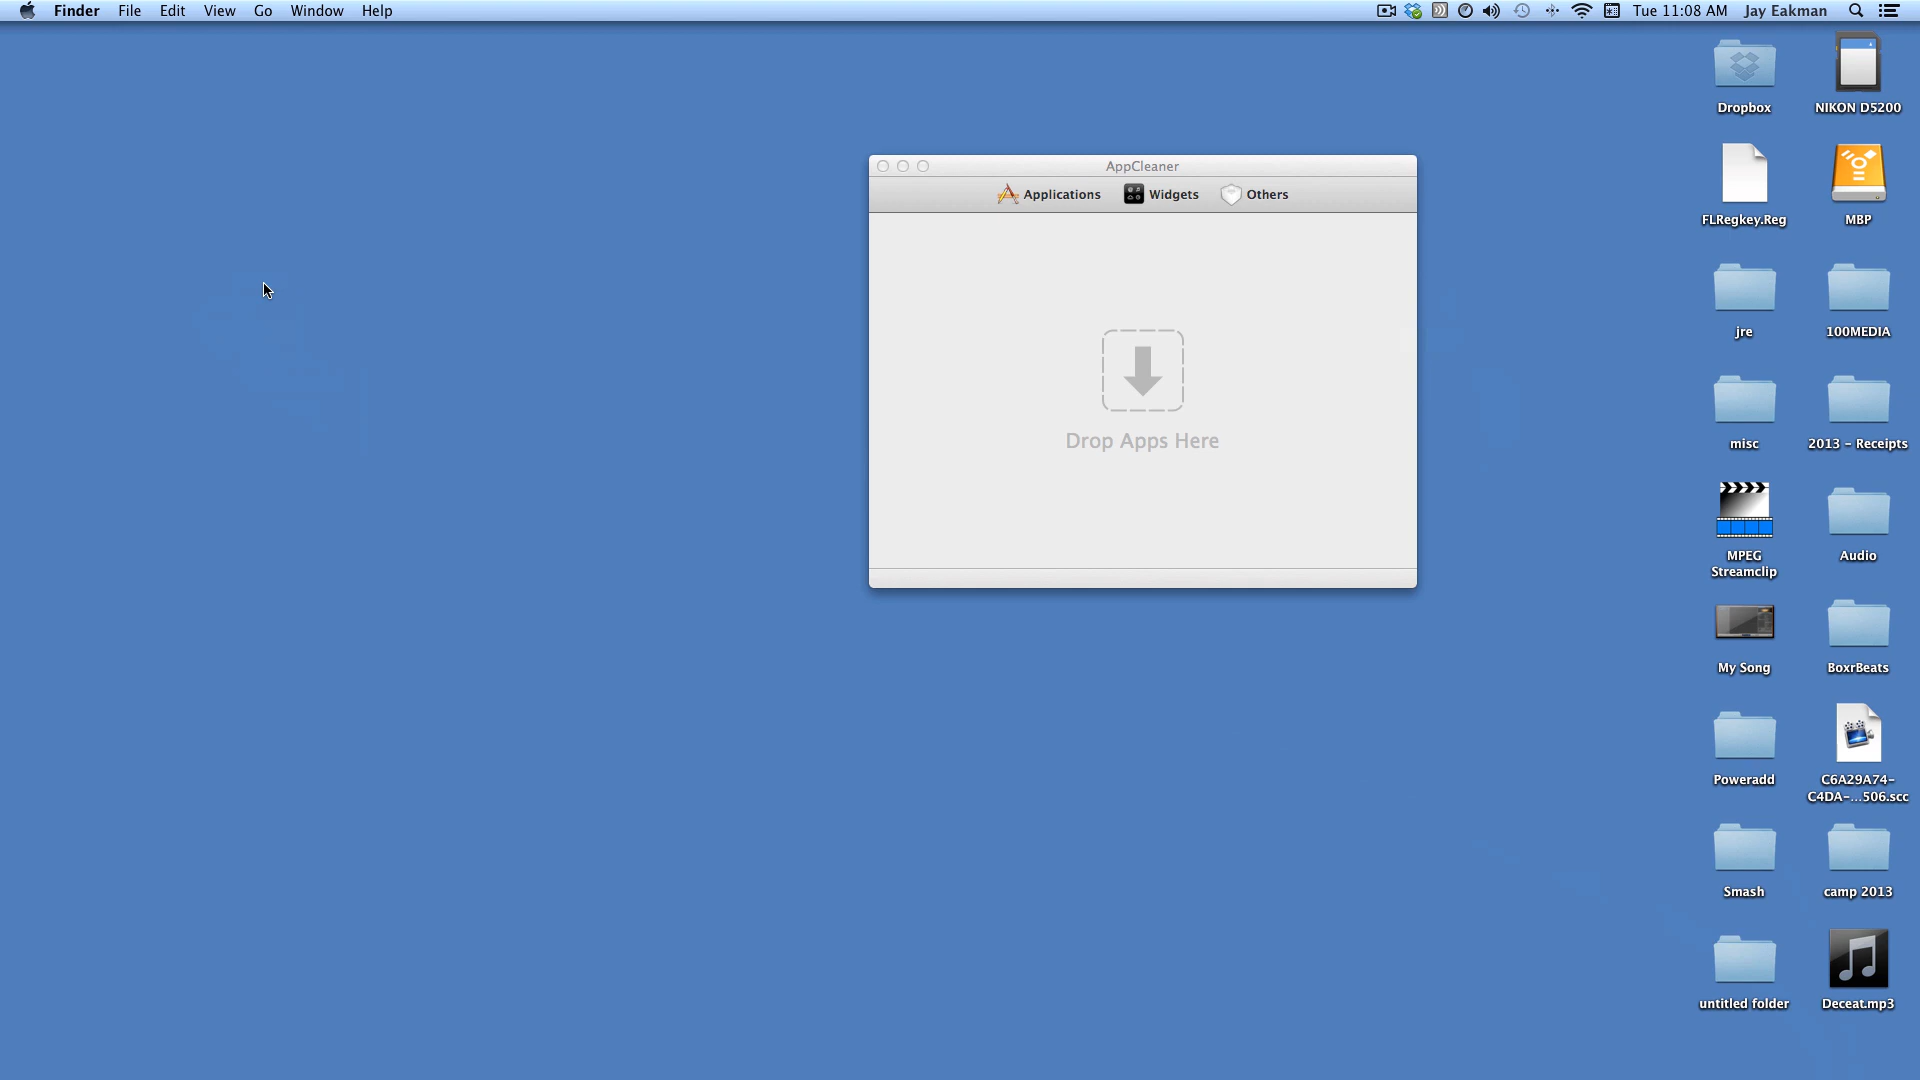 Finder File Edit View Go Window Help Tue 11:08 AM Jay Eakman
AppCleaner
Applications Widgets Others
Drop Apps Here
Dropbox NIKON D5200
FLRegkey.Reg MBP
jre 100MEDIA
misc 2013 - Receipts
MPEG
Streamclip
Audio
My Song BoxrBeats
Poweradd
C6A29A74-
C4DA-...506.scc
Smash camp 2013
untitled folder Deceat.mp3